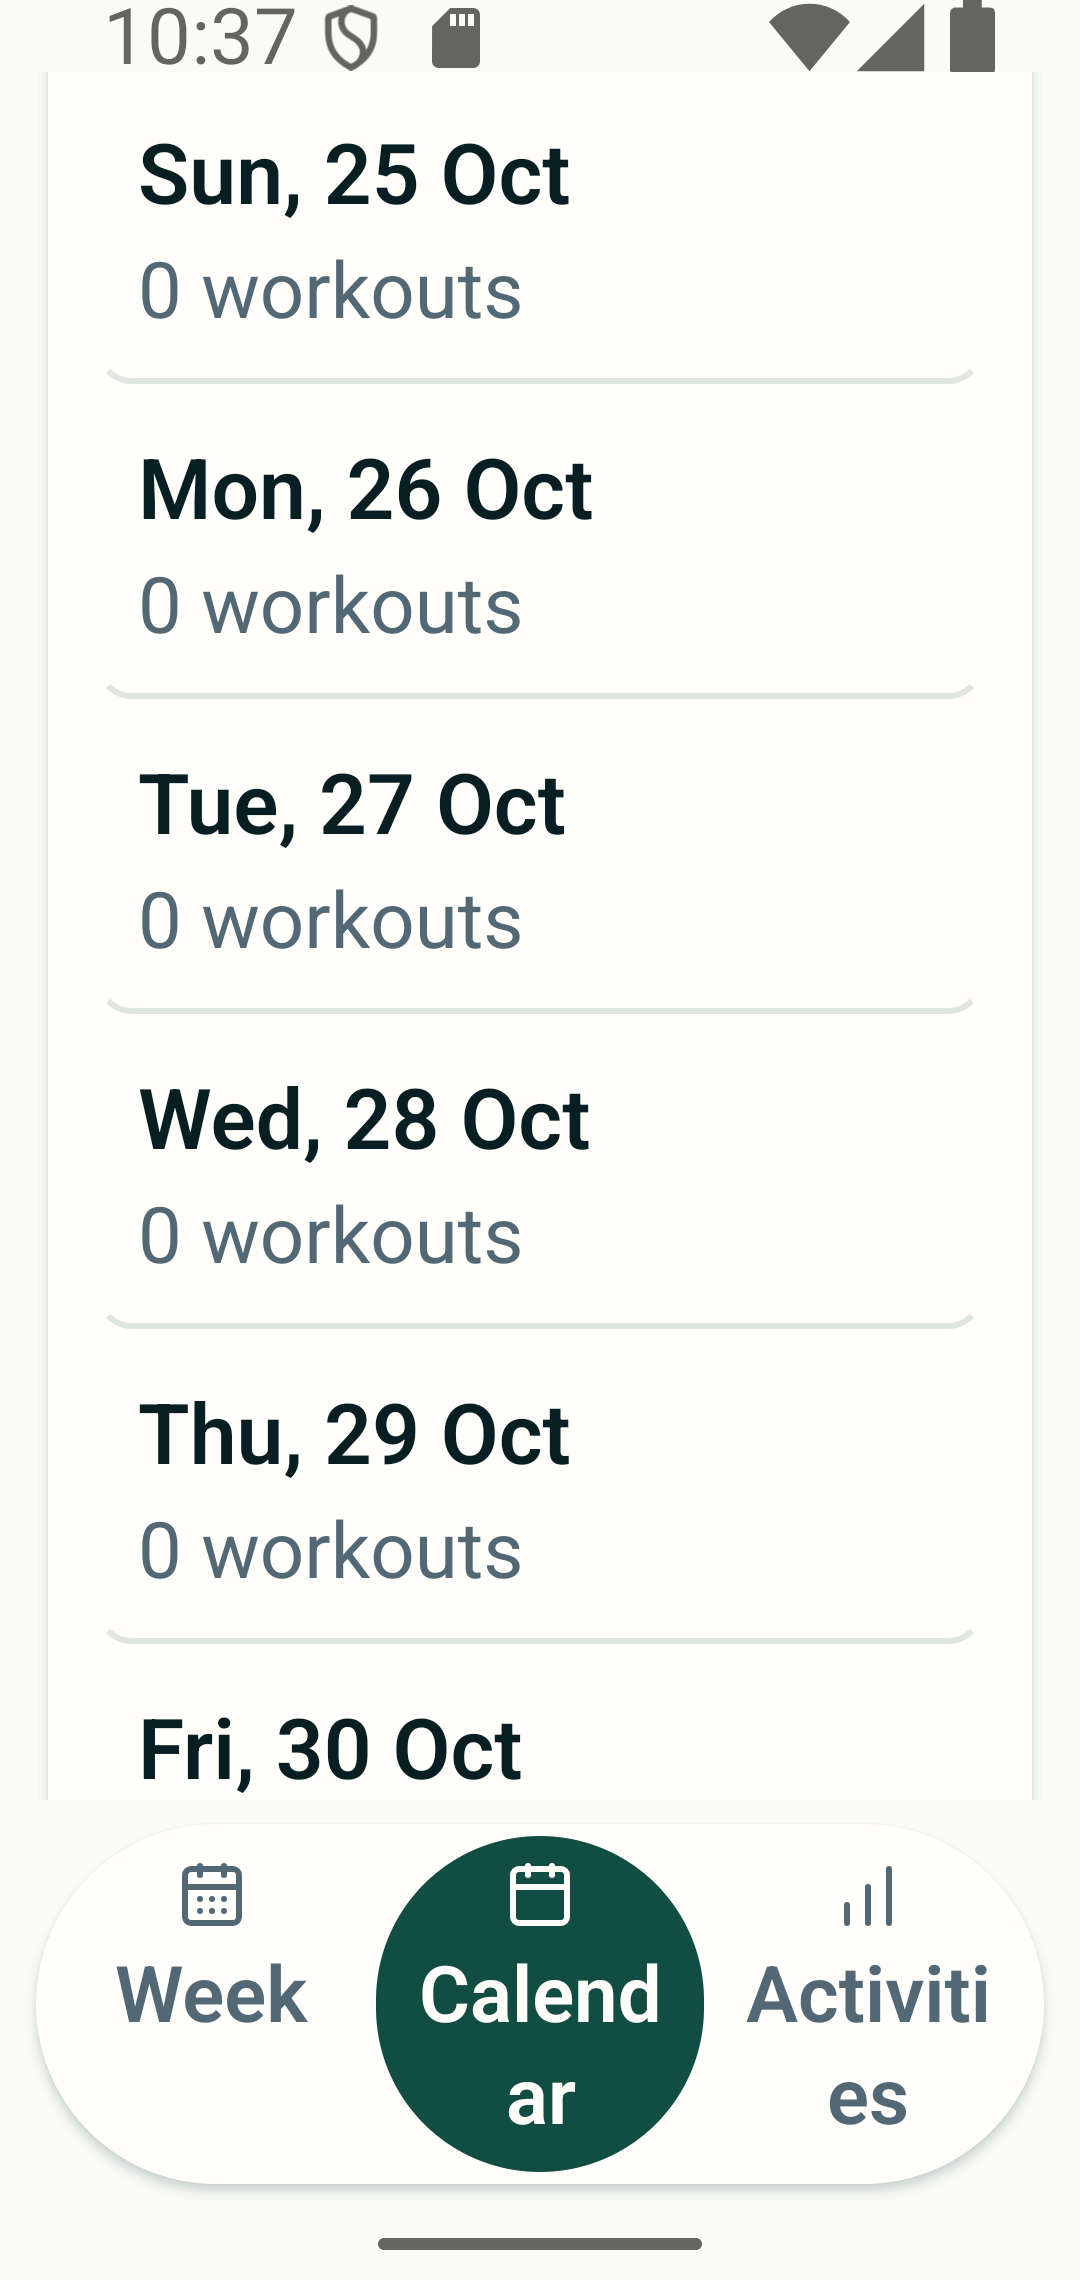 10:37
Sun, 25 Oct
0 workouts
Mon, 26 Oct
0 workouts
Tue, 27 Oct
0 workouts
Wed, 28 Oct
0 workouts
Thu, 29 Oct
0 workouts
Fri, 30 Oct
Week
Calend
ar
Activiti
es